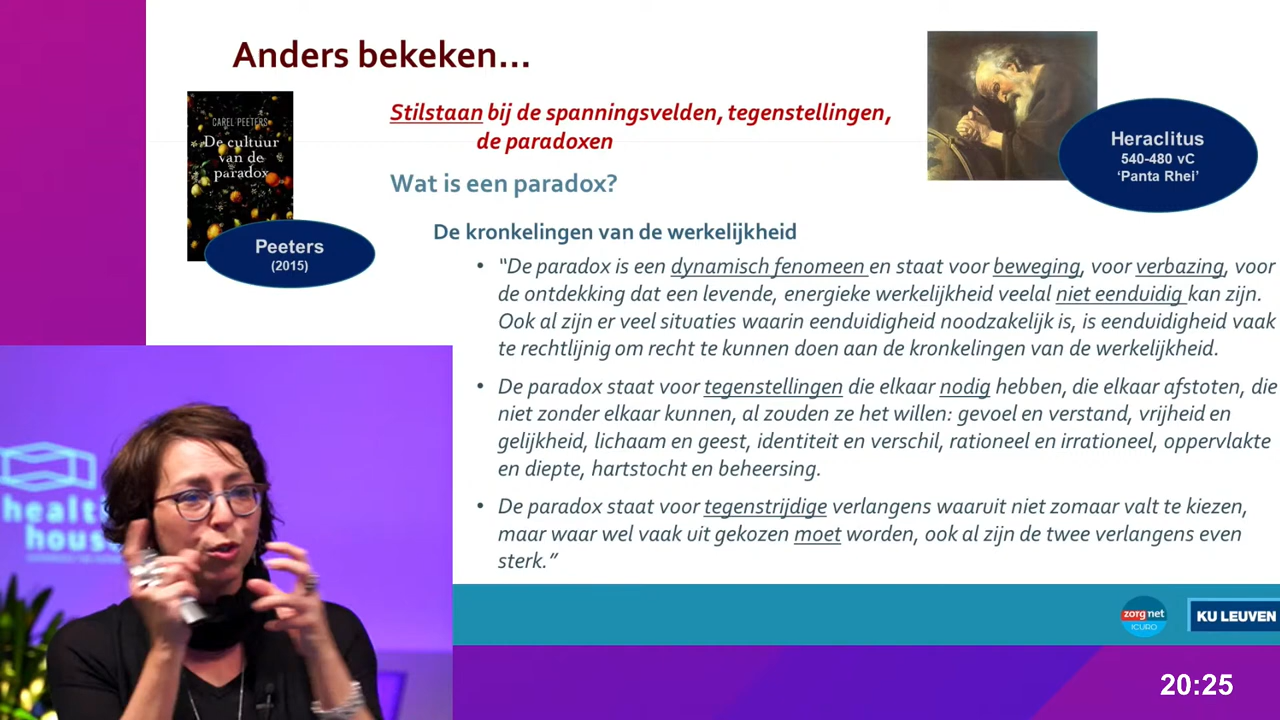 Anders bekeken...
CAREL PEETERS
De cultuur
van de
paradox
Peeters
(2015)
Stilstaan bij de spanningsvelden, tegenstellingen,
de paradoxen
Heraclitus
540-480 vC
‘Panta Rhei’
Wat is een paradox?
De kronkelingen van de werkelijkheid
• “De paradox is een dynamisch fenomeen en staat voor beweging, voor verbazing, voor
de ontdekking dat een levende, energieke werkelijkheid veelal niet eenduidig kan zijn.
Ook al zijn er veel situaties waarin eenduidigheid noodzakelijk is, is eenduidigheid vaak
te rechtlijnig om recht te kunnen doen aan de kronkelingen van de werkelijkheid.
• De paradox staat voor tegenstellingen die elkaar nodig hebben, die elkaar afstoten, die
niet zonder elkaar kunnen, al zouden ze het willen: gevoel en verstand, vrijheid en
gelijkheid, lichaam en geest, identiteit en verschil, rationeel en irrationeel, oppervlakte
en diepte, hartstocht en beheersing.
• De paradox staat voor tegenstrijdige verlangens waaruit niet zomaar valt te kiezen,
maar waar wel vaak uit gekozen moet worden, ook al zijn de twee verlangens even
sterk.”
healt
hous
zorgnet
ICURO
KU LEUVEN
20:25